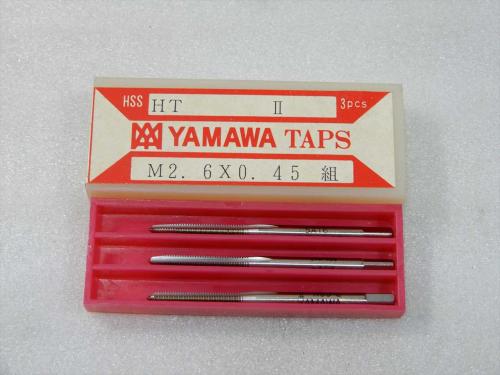 HSS HT II 3pcs
YAMAWA TAPS
M2.6X0.45 組